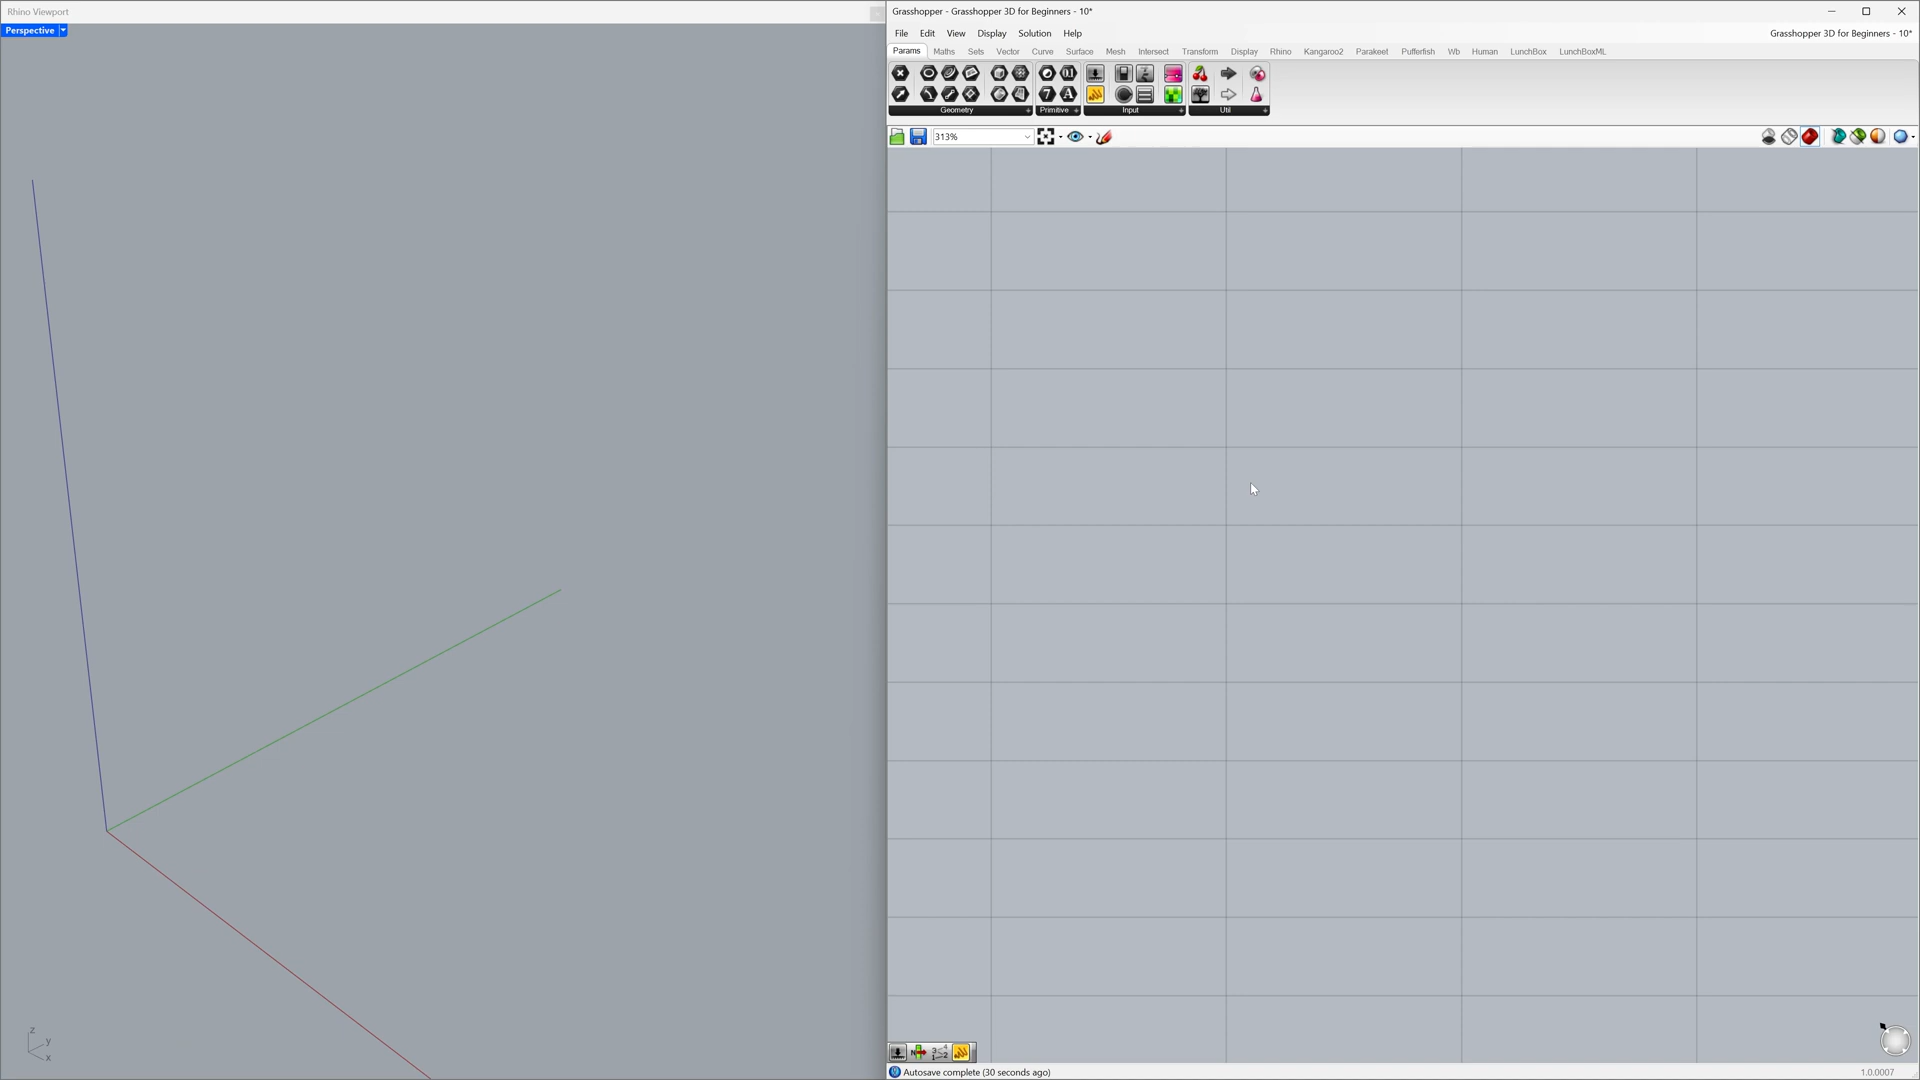 Rhino Viewport
Perspective
z
y
x
Grasshopper - Grasshopper 3D for Beginners - 10*
File Edit View Display Solution Help
Grasshopper 3D for Beginners - 10*
Params Maths Sets Vector Curve Surface Mesh Intersect Transform Display Rhino Kangaroo2 Parakeet Pufferfish Wb Human LunchBox LunchBoxML
Geometry Primitive Input Util
313%
Autosave complete (30 seconds ago)
1.0.0007